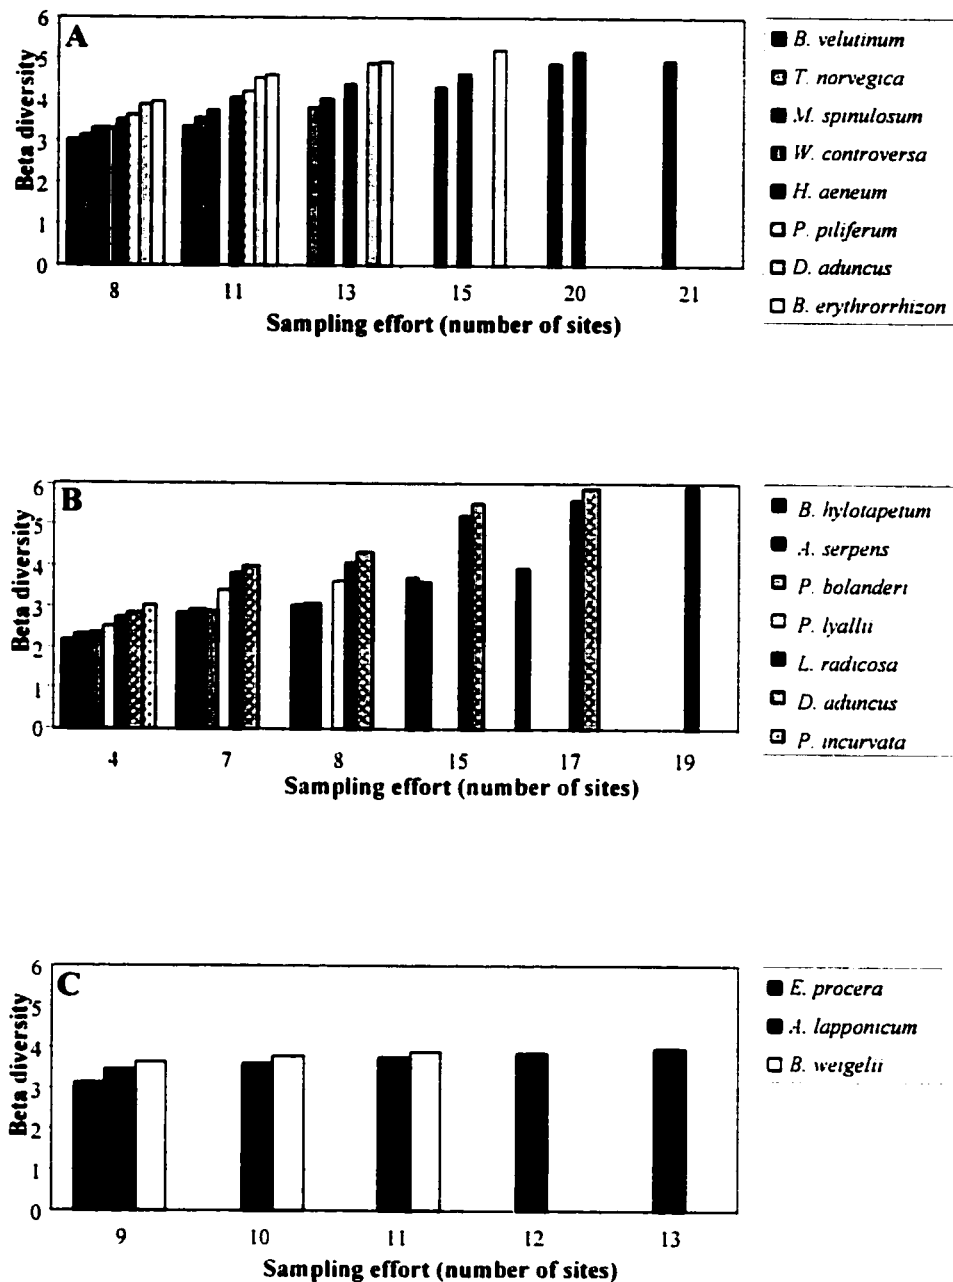 A
Beta diversity
6
5
4
3
2
1
0
8 11 13 15 20 21
Sampling effort (number of sites)
B. velutinum
T. norvegica
M. spinulosum
W. controversa
H. aeneum
P. piliferum
D. aduncus
B. erythrorrhizon
B
Beta diversity
6
5
4
3
2
1
0
4 7 8 15 17 19
Sampling effort (number of sites)
B. hylotapetum
A. serpens
P. bolanderi
P. lyallii
L. radicosa
D. aduncus
P. incurvata
C
Beta diversity
6
5
4
3
2
1
0
9 10 11 12 13
Sampling effort (number of sites)
E. procera
A. lapponicum
B. weigelii